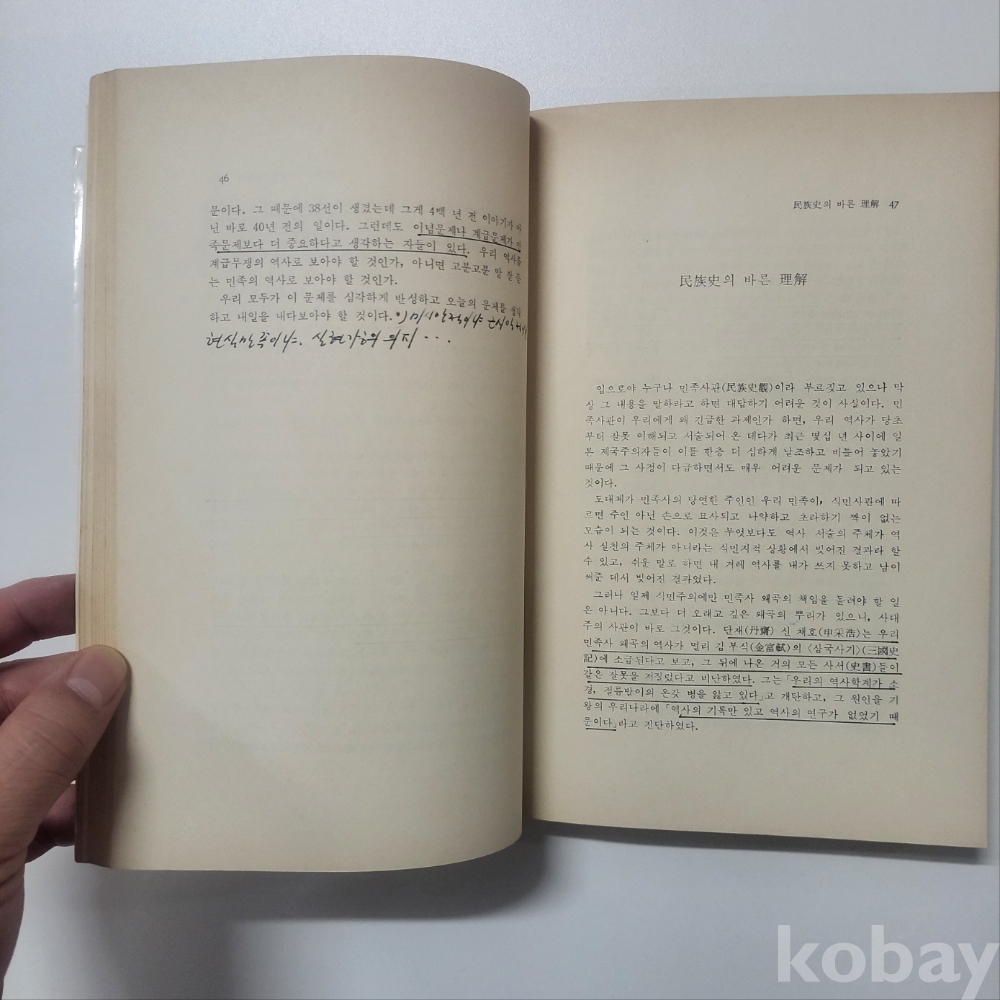 46
문이다. 그 때문에 38선이 생겼는데 그게 4백 년 전 이야기가 아
닌 바로 40년 전의 일이다. 그런데도 이념문제나 계급문제가 민
족문제보다 더 중요하다고 생각하는 자들이 있다. 우리 역사를
계급투쟁의 역사로 보아야 할 것인가, 아니면 고분고분 말 잘 듣
는 민족의 역사로 보아야 할 것인가.
우리 모두가 이 문제를 심각하게 반성하고 오늘의 문제를
하고 내일을 내다보아야 할 것이다.
民族史의 바른 理解 47
民族史의 바른 理解
입으로야 누구나 민족사관(民族史觀)이라 부르짖고 있으나 막
상 그 내용을 말하라고 하면 대답하기 어려운 것이 사실이다. 민
족사관이 우리에게 왜 긴급한 과제인가 하면, 우리 역사가 당초
부터 잘못 이해되고 서술되어 온 데다가 최근 몇십 년 사이에 일
본 제국주의자들이 이를 한층 더 심하게 날조하고 비틀어 놓았기
때문에 그 사정이 다급하면서도 매우 어려운 문제가 되고 있는
것이다.
도대체가 민족사의 당연한 주인인 우리 민족이, 식민사관에 따
르면 주인 아닌 손으로 묘사되고 나약하고 초라하기 짝이 없는
모습이 되는 것이다. 이것은 무엇보다도 역사 서술의 주체가 역
사 실천의 주체가 아니라는 식민지적 상황에서 빚어진 결과라 할
수 있고, 쉬운 말로 하면 내 겨레 역사를 내가 쓰지 못하고 남이
써준 데서 빚어진 결과였다.
그러나 일제 식민주의에만 민족사 왜곡의 책임을 돌려야 할 일
은 아니다. 그보다 더 오래고 깊은 왜곡의 뿌리가 있으니, 사대
주의 사관이 바로 그것이다. 단재(丹齋) 신 채호(申采浩)는 우리
민족사 왜곡의 역사가 멀리 김 부식(金富軾)의 〈삼국사기〉(三國史
記)에 소급된다고 보고, 그 뒤에 나온 거의 모든 사서(史書)들이
같은 잘못을 저질렀다고 비난하였다. 그는 「우리의 역사학계가 소
경, 절름발이의 온갖 병을 앓고 있다」고 개탄하고, 그 원인을 기
왕의 우리나라에 「역사의 기록만 있고 역사의 연구가 없었기 때
문이다」라고 진단하였다.
kobay